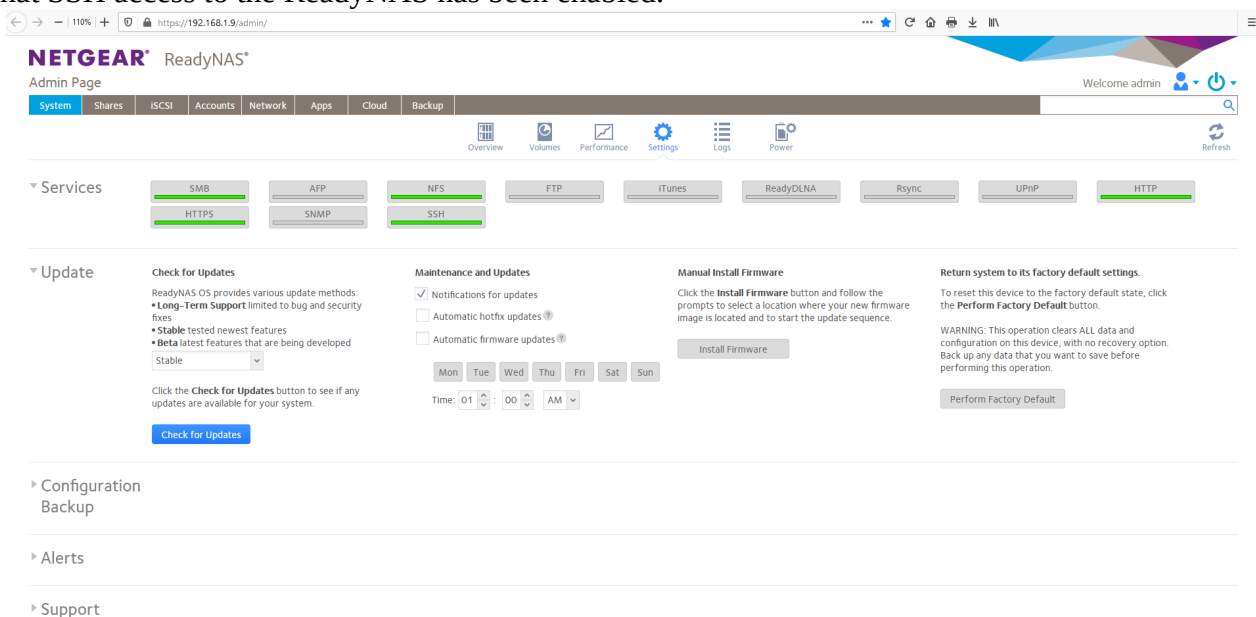 hat SSH access to the ReadyNAS has been enabled.
110% https://192.168.1.9/admin/
NETGEAR® ReadyNAS®
Admin Page
Welcome admin
System Shares iSCSI Accounts Network Apps Cloud Backup
Overview Volumes Performance Settings Logs Power Refresh
Services
SMB AFP NFS FTP iTunes ReadyDLNA Rsync UPnP HTTP
HTTPS SNMP SSH
Update
Check for Updates
ReadyNAS OS provides various update methods:
• Long-Term Support limited to bug and security
fixes
• Stable tested newest features
• Beta latest features that are being developed
Stable
Click the Check for Updates button to see if any
updates are available for your system.
Check for Updates
Maintenance and Updates
Notifications for updates
Automatic hotfix updates ?
Automatic firmware updates ?
Mon Tue Wed Thu Fri Sat Sun
Time: 01 : 00 AM
Manual Install Firmware
Click the Install Firmware button and follow the
prompts to select a location where your new firmware
image is located and to start the update sequence.
Install Firmware
Return system to its factory default settings.
To reset this device to the factory default state, click
the Perform Factory Default button.
WARNING: This operation clears ALL data and
configuration on this device, with no recovery option.
Back up any data that you want to save before
performing this operation.
Perform Factory Default
Configuration
Backup
Alerts
Support